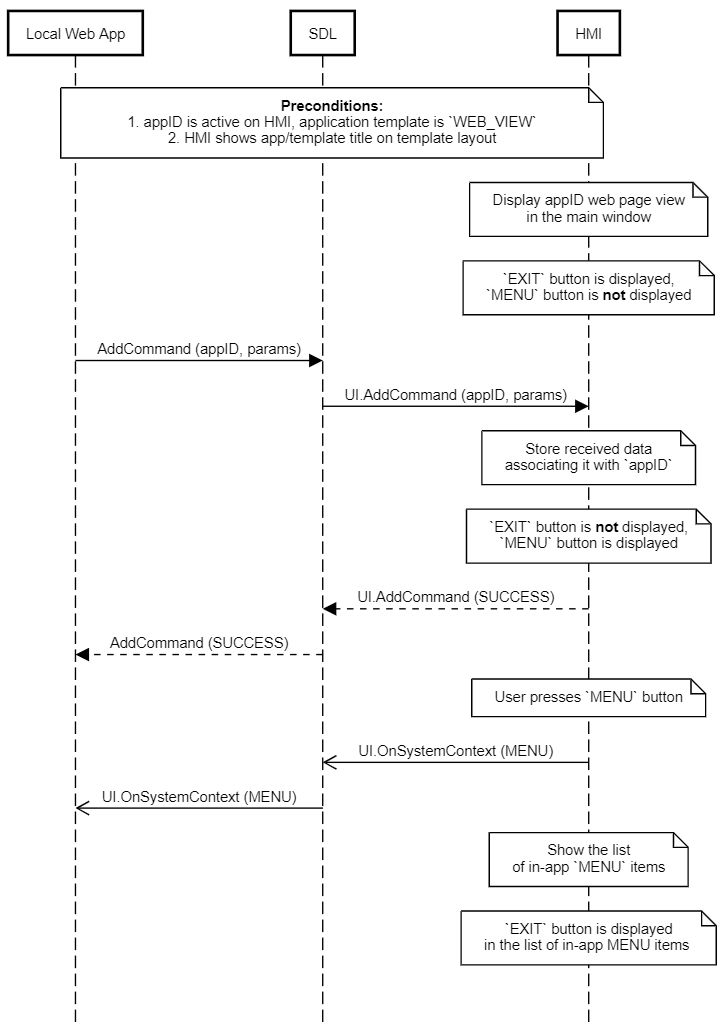 Local Web App
SDL
HMI
Preconditions:
1. appID is active on HMI, application template is `WEB_VIEW`
2. HMI shows app/template title on template layout
Display appID web page view
in the main window
`EXIT` button is displayed,
`MENU` button is not displayed
AddCommand (appID, params)
UI.AddCommand (appID, params)
Store received data
associating it with `appID`
`EXIT` button is not displayed,
`MENU` button is displayed
UI.AddCommand (SUCCESS)
AddCommand (SUCCESS)
User presses `MENU` button
UI.OnSystemContext (MENU)
UI.OnSystemContext (MENU)
Show the list
of in-app `MENU` items
`EXIT` button is displayed
in the list of in-app MENU items